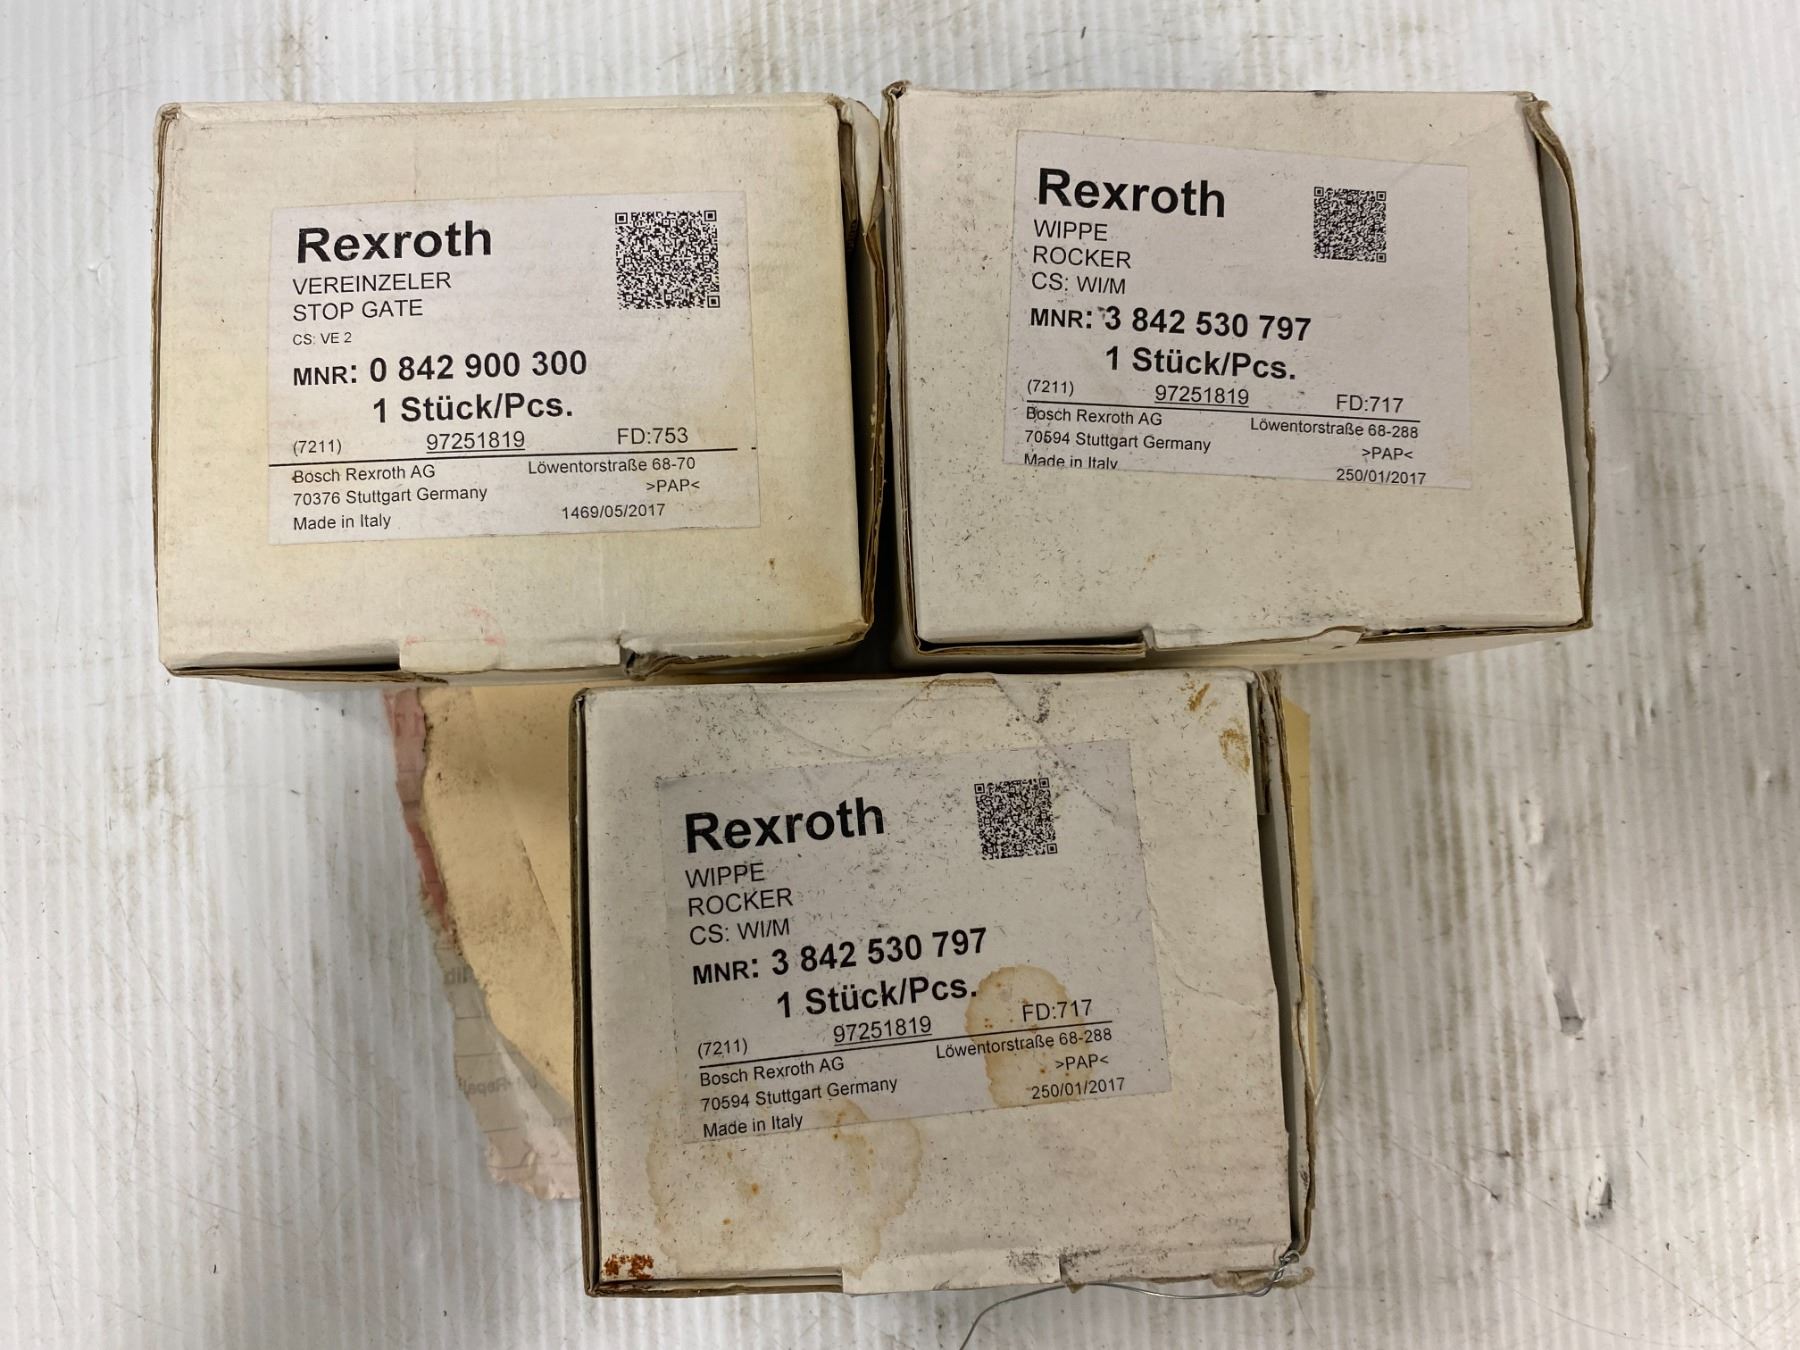 Rexroth
VEREINZELER
STOP GATE
CS: VE 2
MNR: 0 842 900 300
1 Stück/Pcs.
(7211) 97251819 FD:753
Bosch Rexroth AG Löwentorstraße 68-70
70376 Stuttgart Germany >PAP<
Made in Italy 1469/05/2017
Rexroth
WIPPE
ROCKER
CS: WI/M
MNR: 3 842 530 797
1 Stück/Pcs.
(7211) 97251819 FD:717
Bosch Rexroth AG Löwentorstraße 68-288
70594 Stuttgart Germany >PAP<
Made in Italy 250/01/2017
Rexroth
WIPPE
ROCKER
CS: WI/M
MNR: 3 842 530 797
1 Stück/Pcs.
(7211) 97251819 FD:717
Bosch Rexroth AG Löwentorstraße 68-288
70594 Stuttgart Germany >PAP<
Made in Italy 250/01/2017